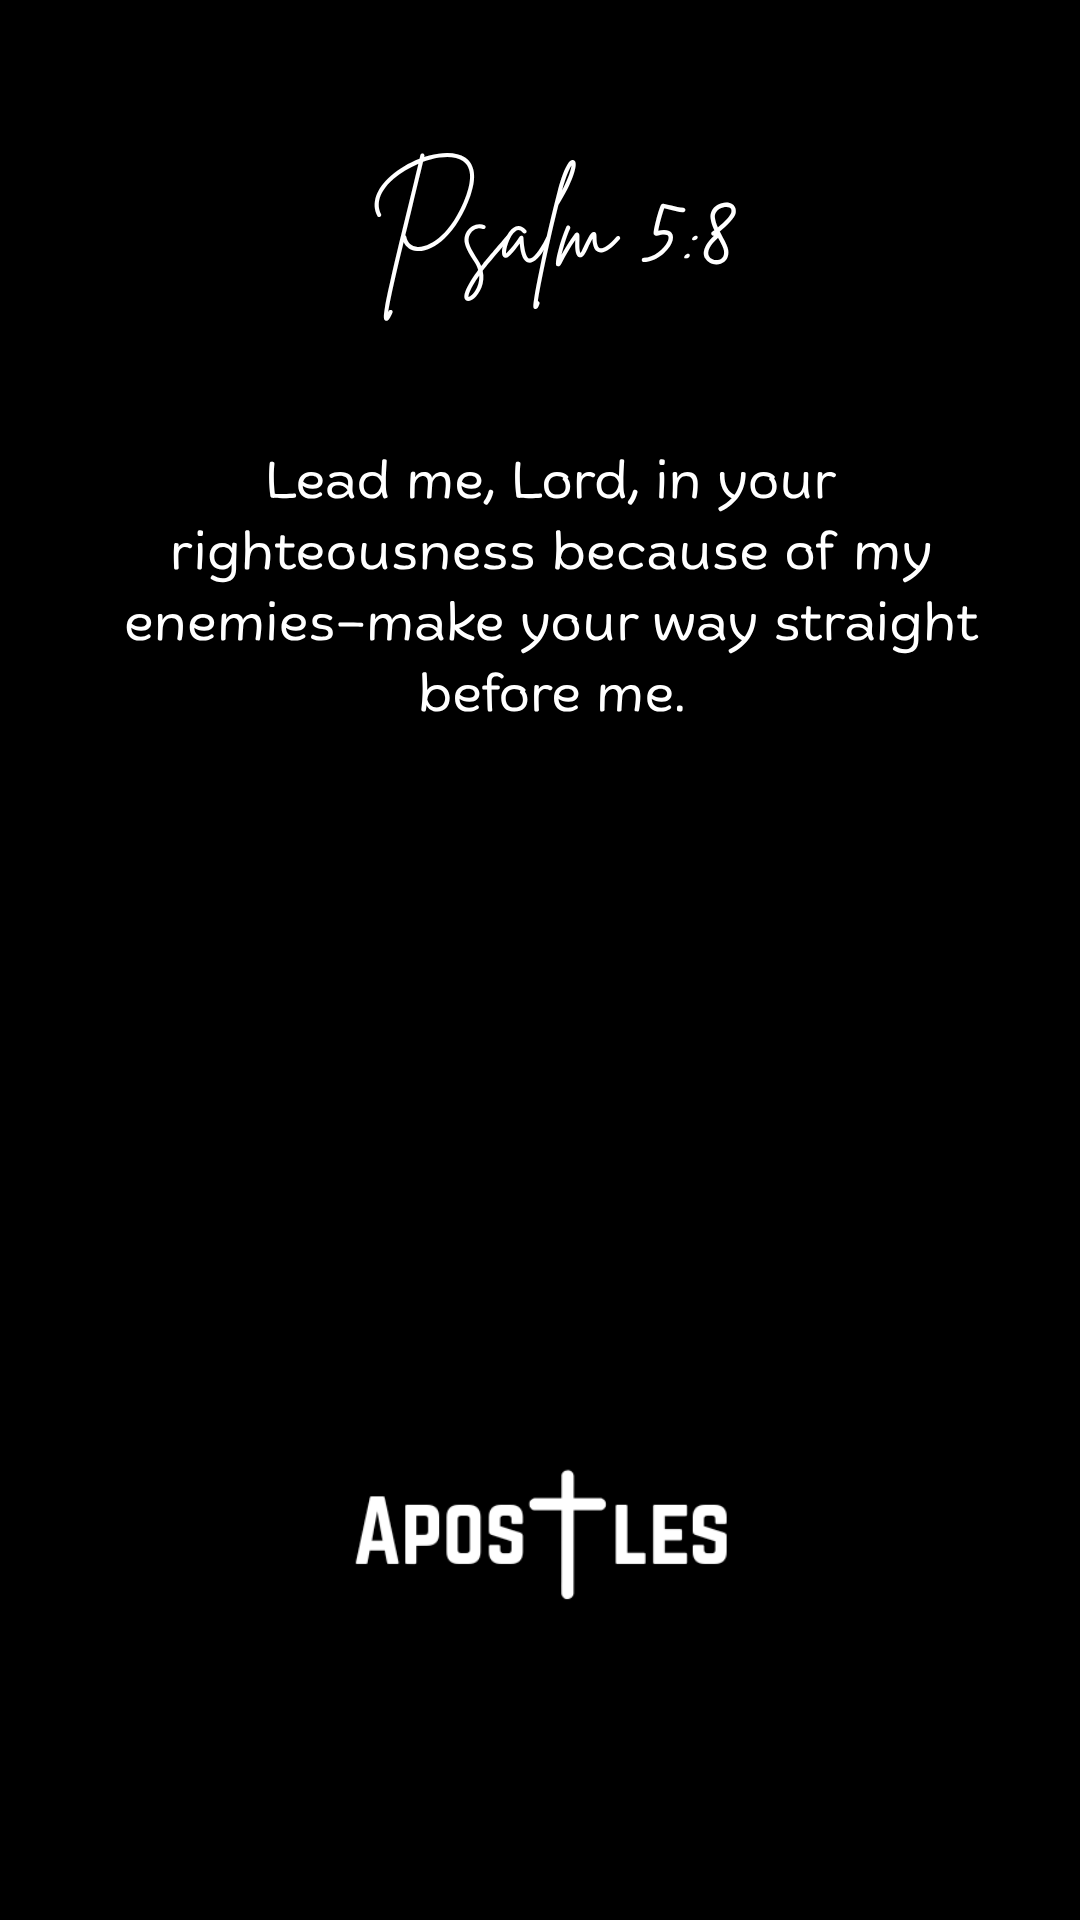 Psalm 5:8
Lead me, Lord, in your
righteousness because of my
enemies–make your way straight
before me.
Apostles